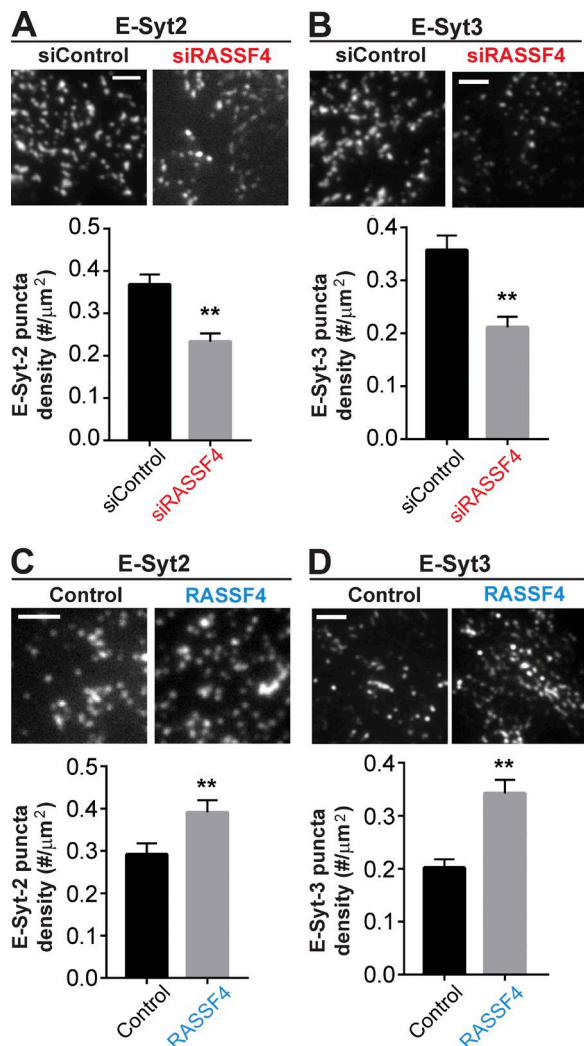 A
E-Syt2
siControl siRASSF4
E-Syt-2 puncta
density (#/μm²)
0.5
0.4
0.3
0.2
0.1
0.0
**
siControl
siRASSF4
B
E-Syt3
siControl siRASSF4
E-Syt-3 puncta
density (#/μm²)
0.4
0.3
0.2
0.1
0.0
**
siControl
siRASSF4
C
E-Syt2
Control RASSF4
E-Syt-2 puncta
density (#/μm²)
0.5
0.4
0.3
0.2
0.1
0.0
**
Control
RASSF4
D
E-Syt3
Control RASSF4
E-Syt-3 puncta
density (#/μm²)
0.4
0.3
0.2
0.1
0.0
**
Control
RASSF4